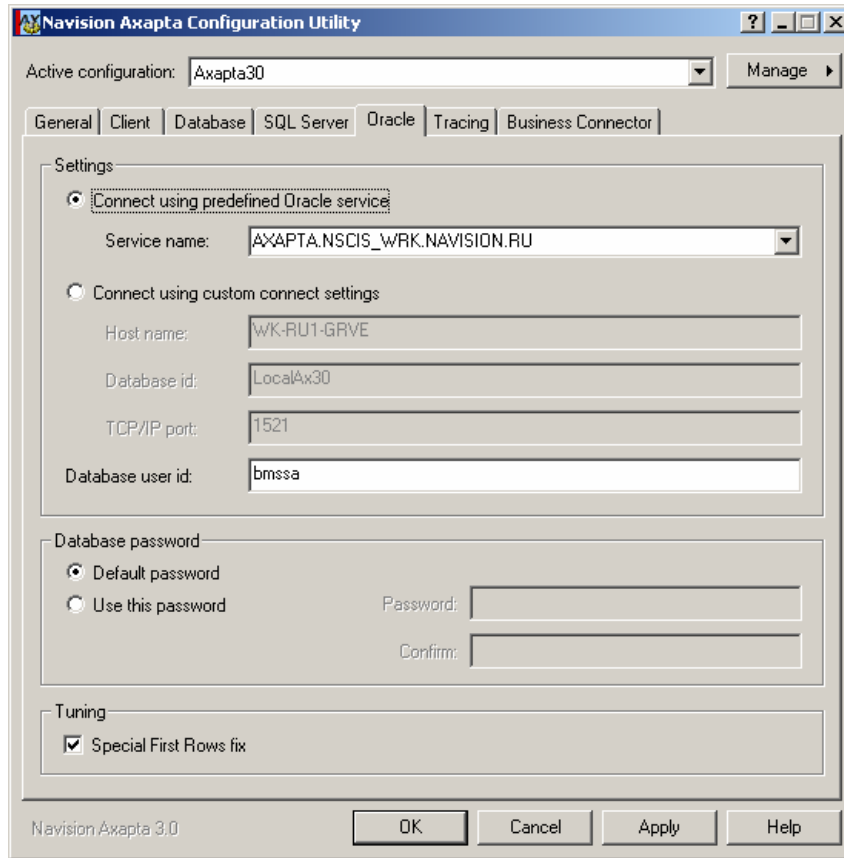 Navision Axapta Configuration Utility
Active configuration: Axapta30 Manage
General Client Database SQL Server Oracle Tracing Business Connector
Settings
Connect using predefined Oracle service
Service name: AXAPTA.NSCIS_WRK.NAVISION.RU
Connect using custom connect settings
Host name: WK-RU1-GRVE
Database id: LocalAx30
TCP/IP port: 1521
Database user id: bmssa
Database password
Default password
Use this password Password:
Confirm:
Tuning
Special First Rows fix
Navision Axapta 3.0 OK Cancel Apply Help